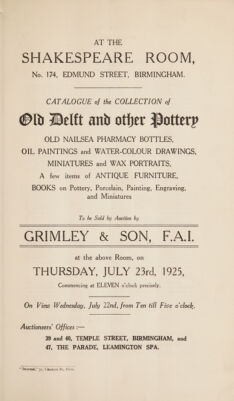 AT THE
SHAKESPEARE ROOM,
No. 174, EDMUND STREET, BIRMINGHAM.
CATALOGUE of the COLLECTION of
Old Delft and other Pottery
OLD NAILSEA PHARMACY BOTTLES,
OIL PAINTINGS and WATER-COLOUR DRAWINGS,
MINIATURES and WAX PORTRAITS,
A few items of ANTIQUE FURNITURE,
BOOKS on Pottery, Porcelain, Painting, Engraving,
and Miniatures
To be Sold by Auction by
GRIMLEY & SON, F.A.I.
at the above Room, on
THURSDAY, JULY 23rd, 1925,
Commencing at ELEVEN o'clock precisely.
On View Wednesday, July 22nd, from Ten till Five o'clock.
Auctioneers' Offices :—
39 and 40, TEMPLE STREET, BIRMINGHAM, and
47, THE PARADE, LEAMINGTON SPA.